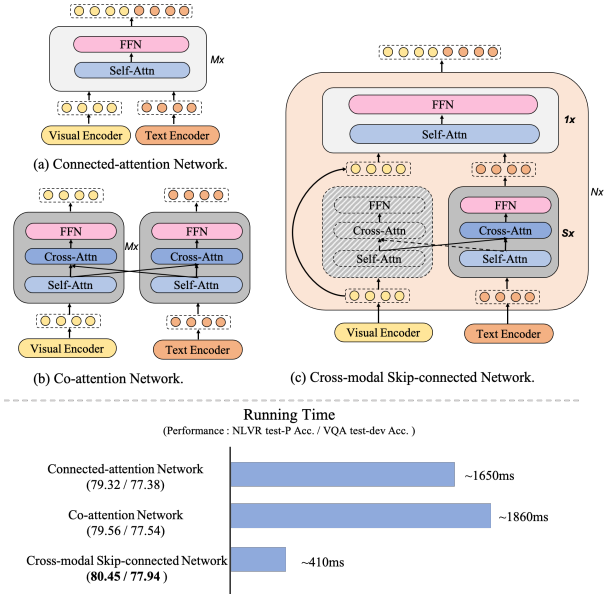 FFN
Self-Attn
Mx
Visual Encoder
Text Encoder
(a) Connected-attention Network.
FFN
Cross-Attn
Self-Attn
Mx
FFN
Cross-Attn
Self-Attn
Visual Encoder
Text Encoder
(b) Co-attention Network.
FFN
Self-Attn
1x
Nx
FFN
Cross-Attn
Self-Attn
FFN
Cross-Attn
Self-Attn
Sx
Visual Encoder
Text Encoder
(c) Cross-modal Skip-connected Network.
Running Time
(Performance : NLVR test-P Acc. / VQA test-dev Acc. )
Connected-attention Network
(79.32 / 77.38)
~1650ms
Co-attention Network
(79.56 / 77.54)
~1860ms
Cross-modal Skip-connected Network
(80.45 / 77.94)
~410ms